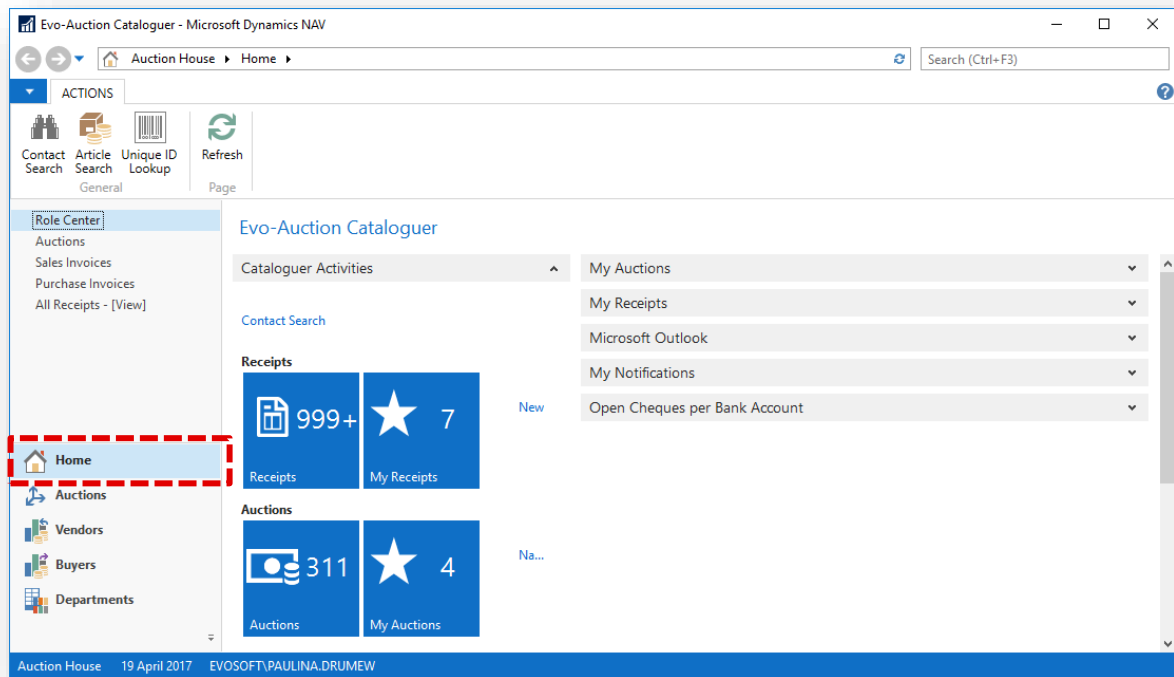 Evo-Auction Cataloguer - Microsoft Dynamics NAV
Auction House
Home
Search (Ctrl+F3)
ACTIONS
Contact Search
Article Search
Unique ID Lookup
Refresh
General
Page
Role Center
Auctions
Sales Invoices
Purchase Invoices
All Receipts - [View]
Home
Auctions
Vendors
Buyers
Departments
Evo-Auction Cataloguer
Cataloguer Activities
Contact Search
Receipts
999+
Receipts
7
My Receipts
New
Auctions
311
Auctions
4
My Auctions
Na...
My Auctions
My Receipts
Microsoft Outlook
My Notifications
Open Cheques per Bank Account
Auction House 19 April 2017 EVOSOFT\PAULINA.DRUMEW